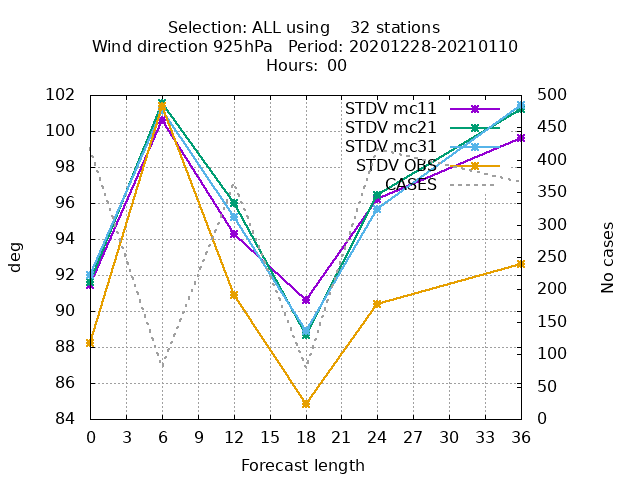 Selection: ALL using    32 stations
Wind direction 925hPa   Period: 20201228-20210110
Hours: 00
102
100
98
96
94
92
90
88
86
84
deg
STDV mc11
STDV mc21
STDV mc31
STDV OBS
CASES
500
450
400
350
300
250
200
150
100
50
0
No cases
0 3 6 9 12 15 18 21 24 27 30 33 36
Forecast length